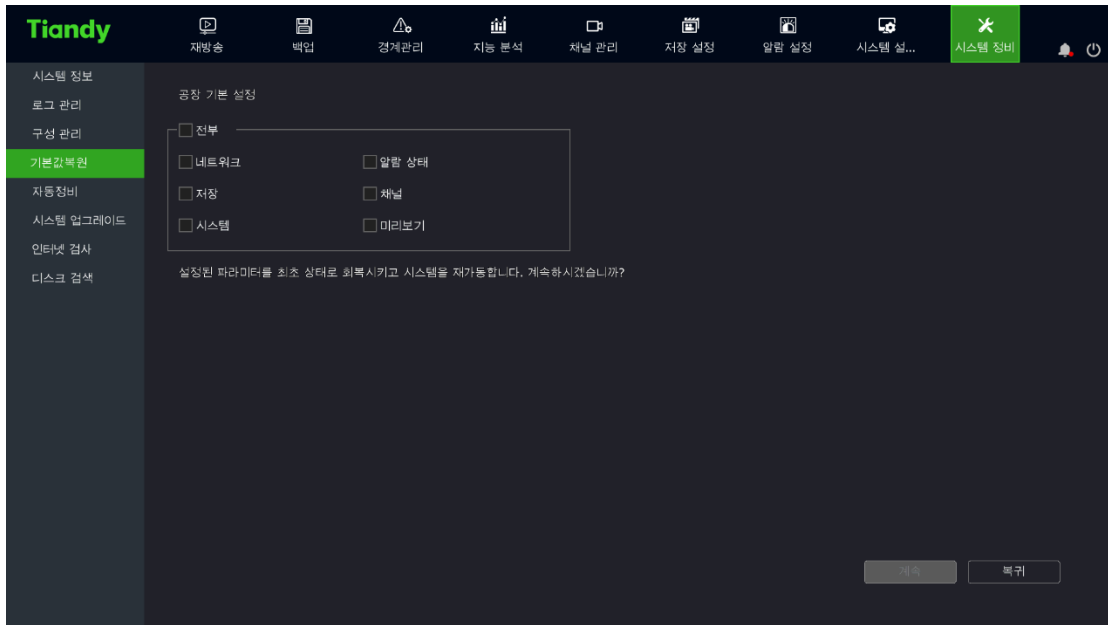 Tiandy
재방송
백업
경계관리
지능 분석
채널 관리
저장 설정
알람 설정
시스템 설...
시스템 정비
시스템 정보
로그 관리
구성 관리
기본값복원
자동정비
시스템 업그레이드
인터넷 검사
디스크 검색
공장 기본 설정
전부
네트워크 알람 상태
저장 채널
시스템 미리보기
설정된 파라미터를 최초 상태로 회복시키고 시스템을 재가동합니다. 계속하시겠습니까?
계속 복귀